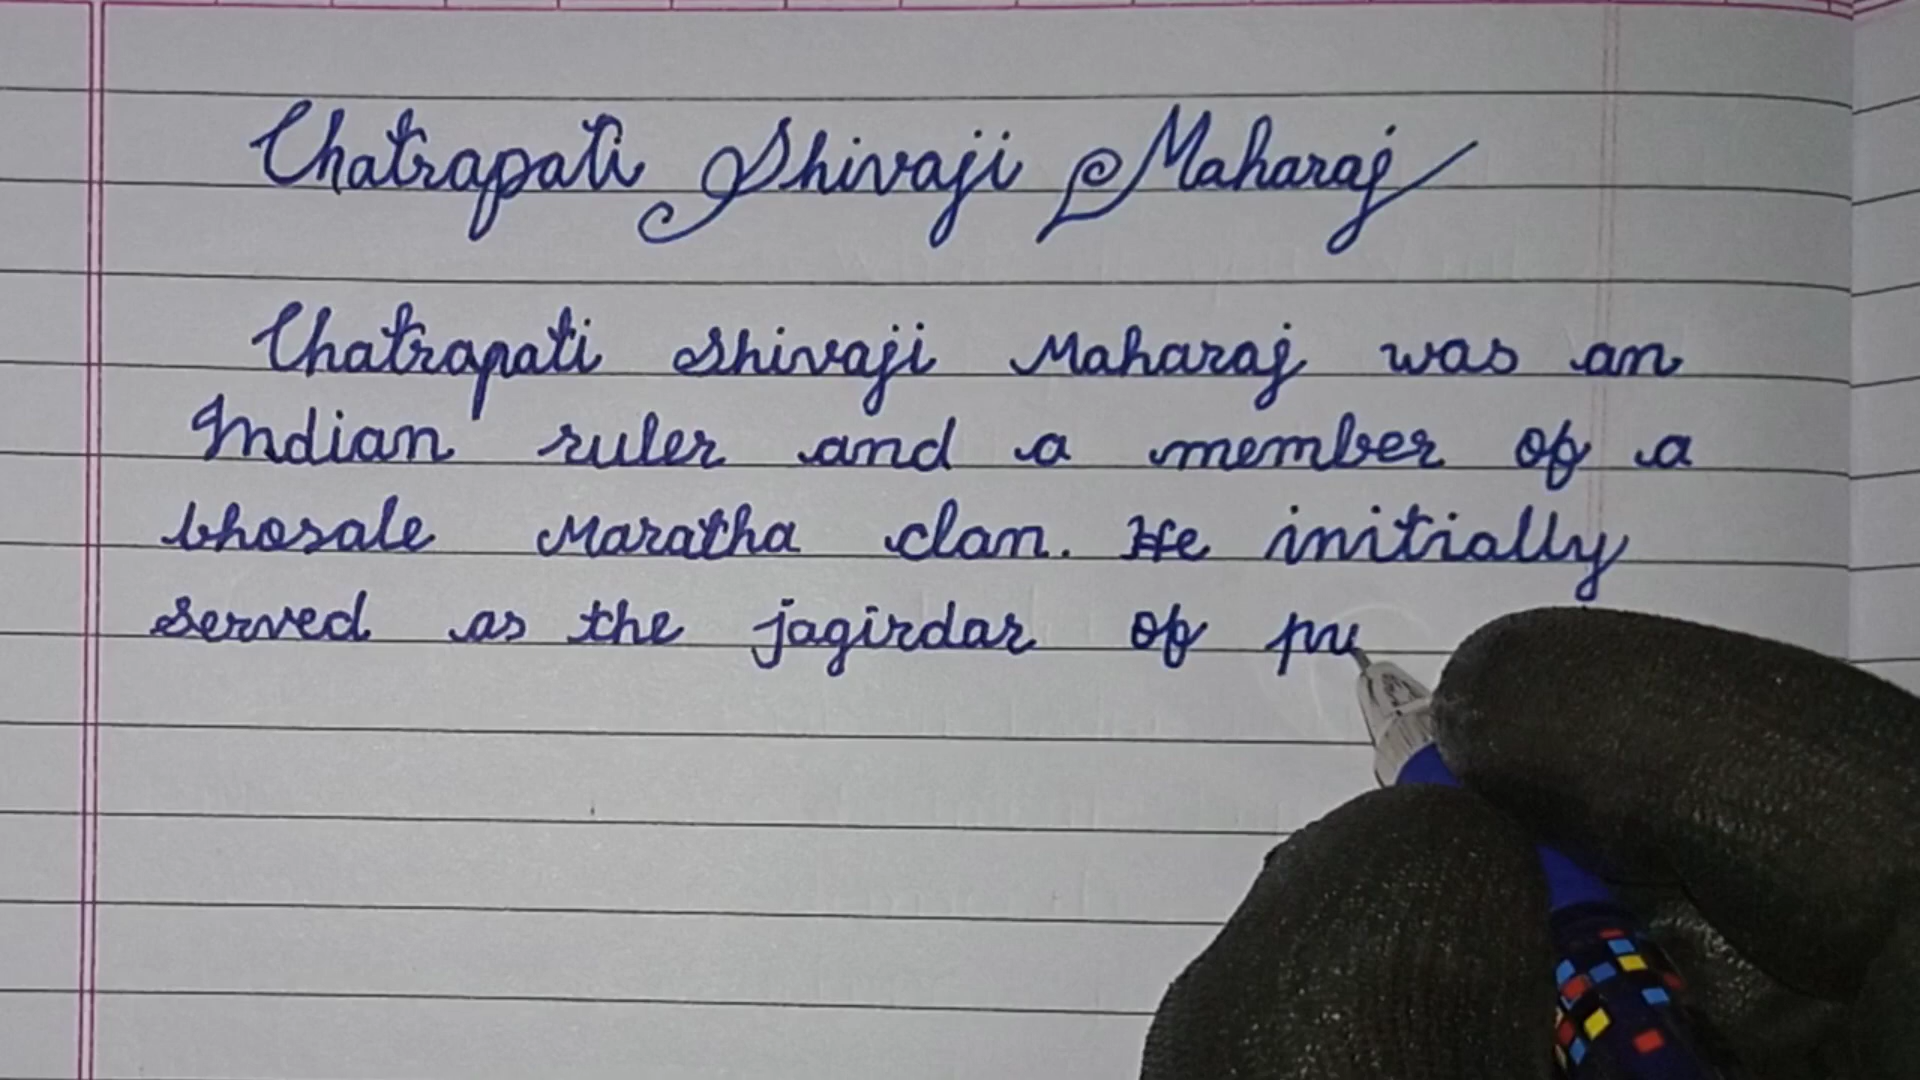 Chatrapati Shivaji Maharaj
Chatrapati Shivaji Maharaj was an
Indian ruler and a member of a
bhosale Maratha clan. He initially
served as the jagirdar of pu